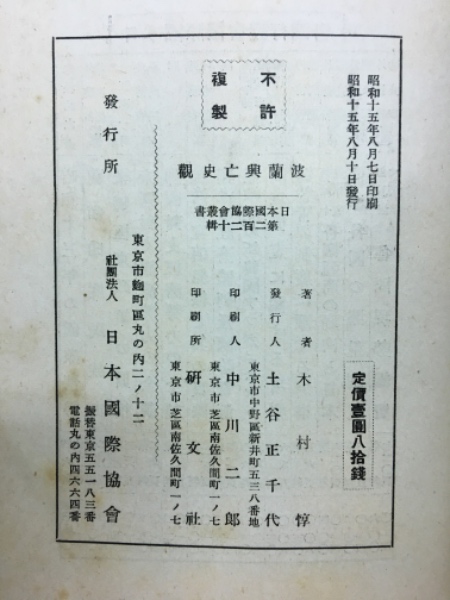 昭和十五年八月七日印刷
昭和十五年八月十日發行
定價壹圓八拾錢
不許
複製
波蘭興亡史觀
日本國際協會叢書
第二百二十輯
著者 木村惇
發行人 土谷正千代
東京市中野區新井町五三八番地
印刷人 中川二郎
東京市芝區南佐久間町一ノ七
印刷所 硏文社
東京市芝區南佐久間町一ノ七
發行所
東京市麴町區丸の內二ノ十二
社團法人 日本國際協會
振替東京五五一八三番
電話丸の內四六六四番